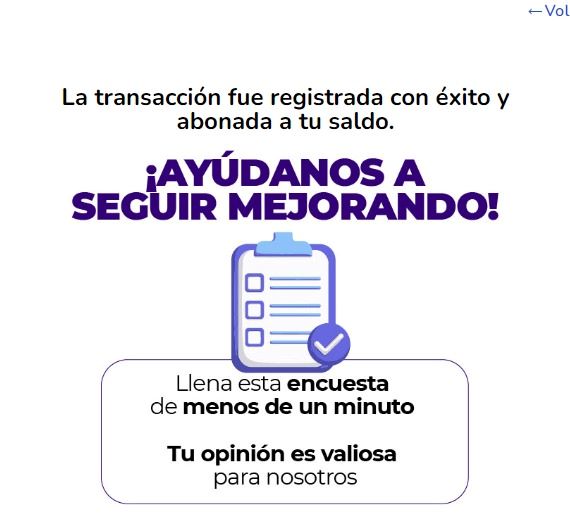 ←Vol
La transacción fue registrada con éxito y
abonada a tu saldo.
¡AYÚDANOS A
SEGUIR MEJORANDO!
Llena esta encuesta
de menos de un minuto
Tu opinión es valiosa
para nosotros